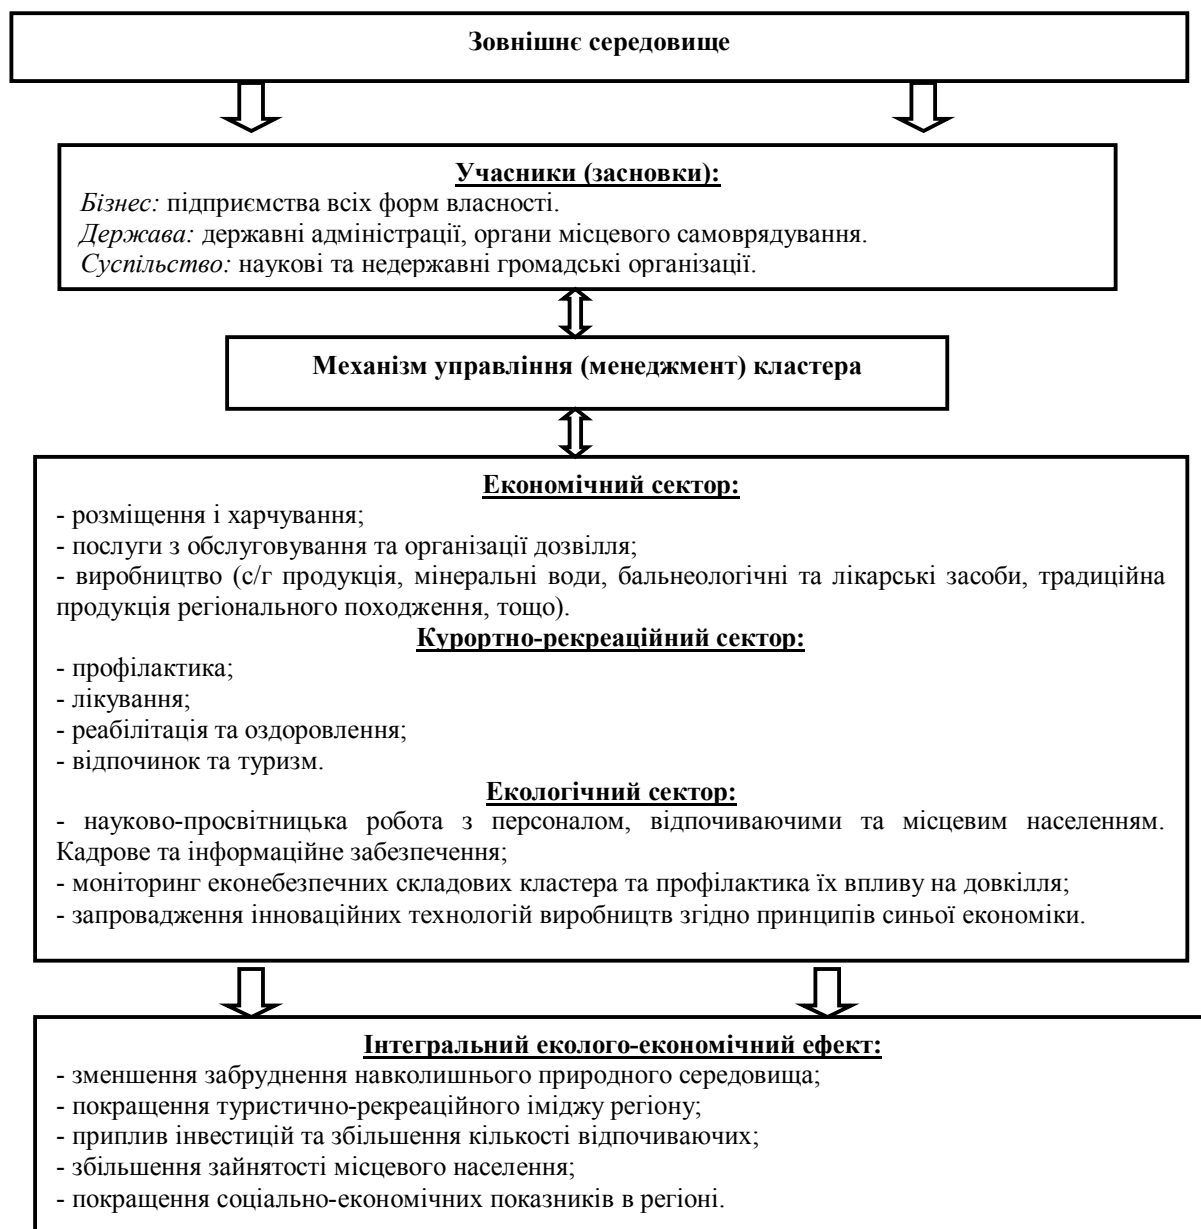 Зовнішнє середовище
Учасники (засновки):
Бізнес: підприємства всіх форм власності.
Держава: державні адміністрації, органи місцевого самоврядування.
Суспільство: наукові та недержавні громадські організації.
Механізм управління (менеджмент) кластера
Економічний сектор:
- розміщення і харчування;
- послуги з обслуговування та організації дозвілля;
- виробництво (с/г продукція, мінеральні води, бальнеологічні та лікарські засоби, традиційна
продукція регіонального походження, тощо).
Курортно-рекреаційний сектор:
- профілактика;
- лікування;
- реабілітація та оздоровлення;
- відпочинок та туризм.
Екологічний сектор:
- науково-просвітницька робота з персоналом, відпочиваючими та місцевим населенням.
Кадрове та інформаційне забезпечення;
- моніторинг еконебезпечних складових кластера та профілактика їх впливу на довкілля;
- запровадження інноваційних технологій виробництв згідно принципів синьої економіки.
Інтегральний еколого-економічний ефект:
- зменшення забруднення навколишнього природного середовища;
- покращення туристично-рекреаційного іміджу регіону;
- приплив інвестицій та збільшення кількості відпочиваючих;
- збільшення зайнятості місцевого населення;
- покращення соціально-економічних показників в регіоні.